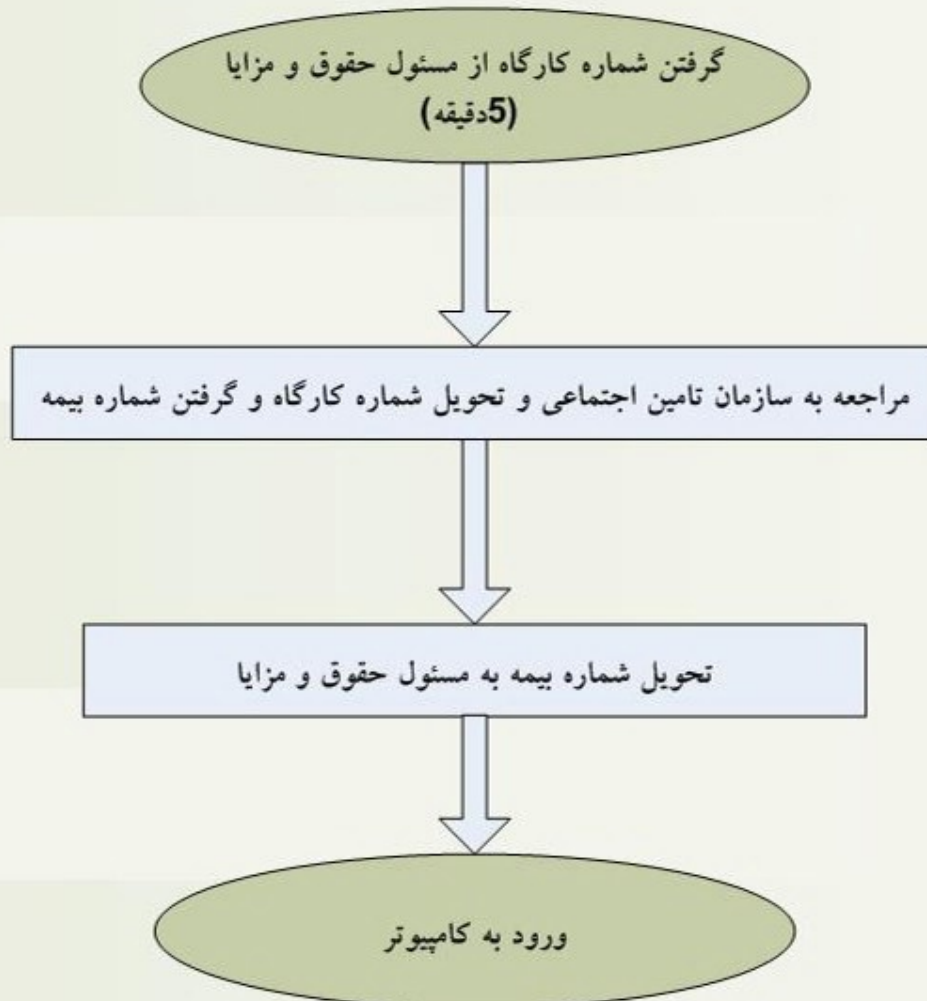 گرفتن شماره کارگاه از مسئول حقوق و مزایا
(5دقیقه)
مراجعه به سازمان تامین اجتماعی و تحویل شماره کارگاه و گرفتن شماره بیمه
تحویل شماره بیمه به مسئول حقوق و مزایا
ورود به کامپیوتر